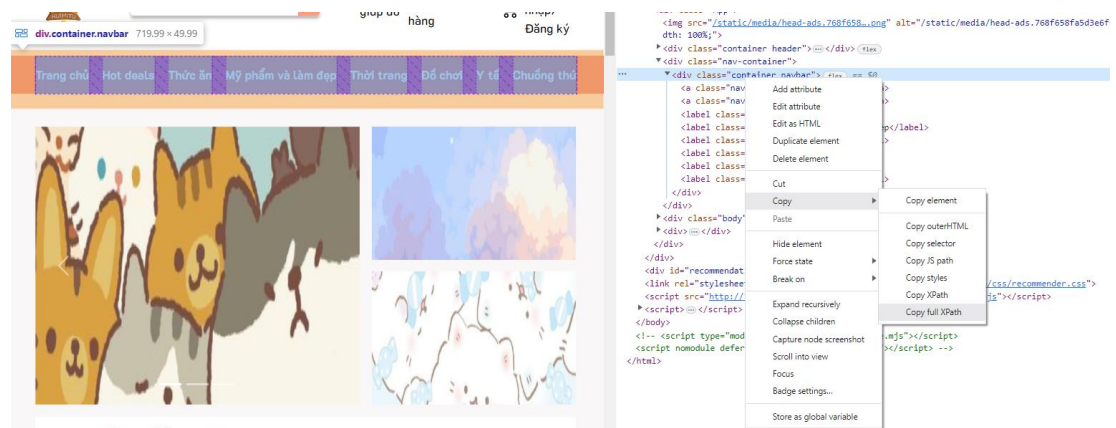 hàng
Đăng ký
div.container.navbar 719.99 × 49.99
Trang chủ Hot deals Thức ăn Mỹ phẩm và làm đẹp Thời trang Đồ chơi Y tế Chuồng thú
<img src="/static/media/head-ads.768f658….png" alt="/static/media/head-ads.768f658fa5d3e6f
dth: 100%;">
<div class="container header"> … </div> flex
<div class="nav-container">
… <div class="container navbar"> flex == $0
<a class="nav
<a class="nav
<label class=
<label class= ep</label>
<label class=
<label class=
<label class=
</div>
</div>
<div class="body"
<div> … </div>
</div>
</div>
<div id="recommendat
<link rel="styleshee /css/recommender.css">
<script src="http:// js"></script>
<script> … </script>
</body>
<!-- <script type="mod .mjs"></script>
<script nomodule defer ></script> -->
</html>
Add attribute
Edit attribute
Edit as HTML
Duplicate element
Delete element
Cut
Copy
Paste
Hide element
Force state
Break on
Expand recursively
Collapse children
Capture node screenshot
Scroll into view
Focus
Badge settings...
Store as global variable
Copy element
Copy outerHTML
Copy selector
Copy JS path
Copy styles
Copy XPath
Copy full XPath